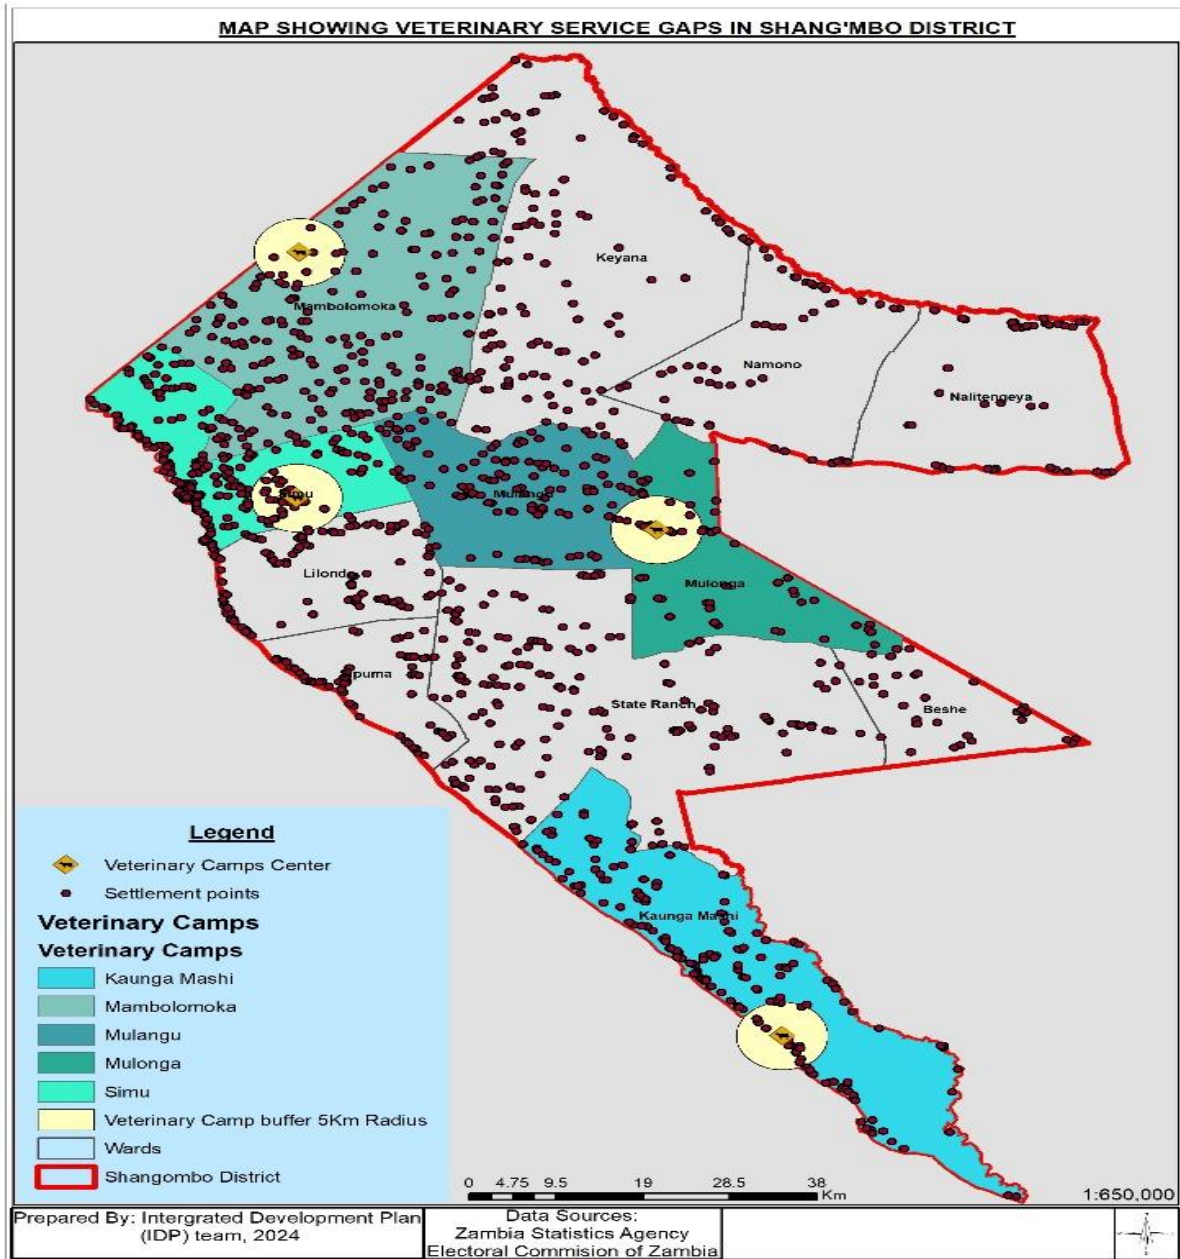 MAP SHOWING VETERINARY SERVICE GAPS IN SHANG'MBO DISTRICT
Keyana
Mambolomoka
Namono
Nalitengeya
Simu
Mulangu
Lilondo
Mulonga
puma
State Ranch
Beshe
Kaunga Mashi
Legend
Veterinary Camps Center
Settlement points
Veterinary Camps
Veterinary Camps
Kaunga Mashi
Mambolomoka
Mulangu
Mulonga
Simu
Veterinary Camp buffer 5Km Radius
Wards
Shangombo District
0 4.75 9.5 19 28.5 38
Km
1:650,000
Prepared By: Intergrated Development Plan
(IDP) team, 2024
Data Sources:
Zambia Statistics Agency
Electoral Commision of Zambia